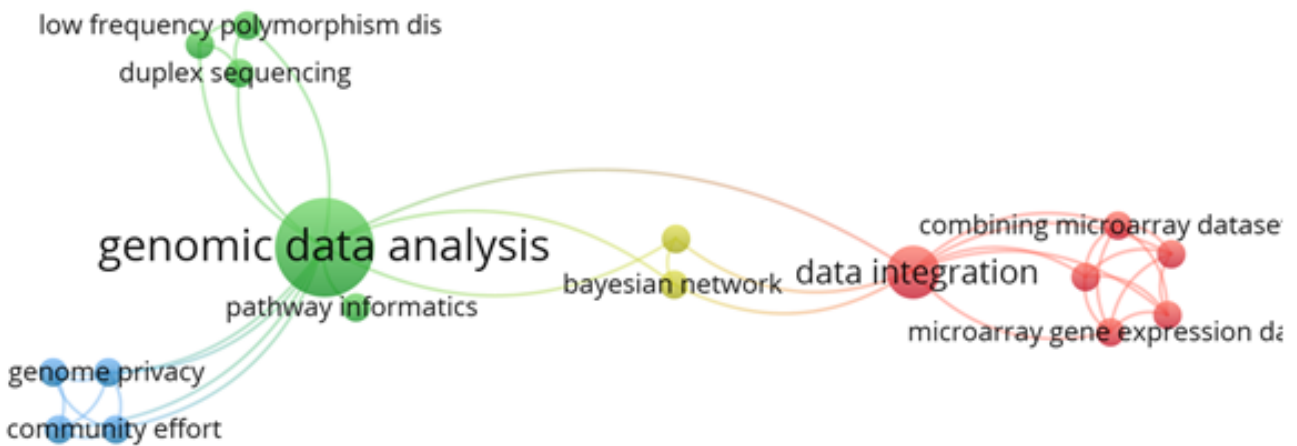 low frequency polymorphism dis
duplex sequencing
genomic data analysis
pathway informatics
genome privacy
community effort
bayesian network
data integration
combining microarray datase
microarray gene expression da